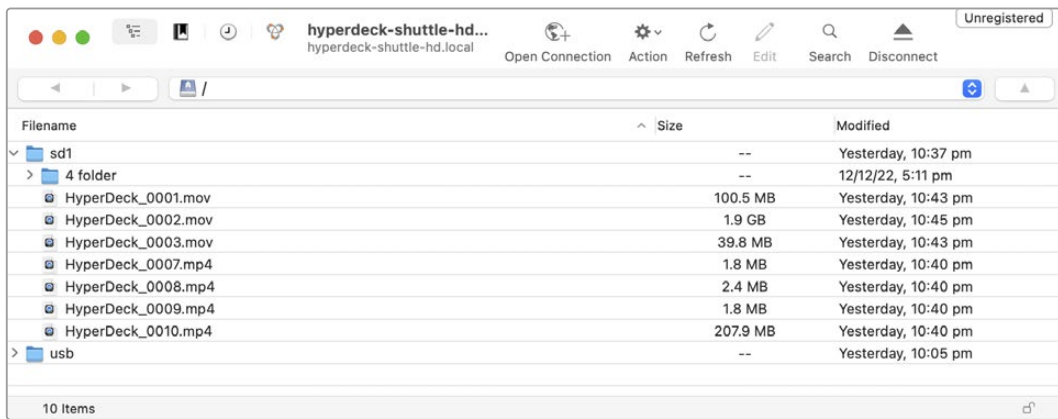 hyperdeck-shuttle-hd...
hyperdeck-shuttle-hd.local
Open Connection Action Refresh Edit Search Disconnect
Unregistered
/
Filename Size Modified
sd1 -- Yesterday, 10:37 pm
4 folder -- 12/12/22, 5:11 pm
HyperDeck_0001.mov 100.5 MB Yesterday, 10:43 pm
HyperDeck_0002.mov 1.9 GB Yesterday, 10:45 pm
HyperDeck_0003.mov 39.8 MB Yesterday, 10:43 pm
HyperDeck_0007.mp4 1.8 MB Yesterday, 10:40 pm
HyperDeck_0008.mp4 2.4 MB Yesterday, 10:40 pm
HyperDeck_0009.mp4 1.8 MB Yesterday, 10:40 pm
HyperDeck_0010.mp4 207.9 MB Yesterday, 10:40 pm
usb -- Yesterday, 10:05 pm
10 Items